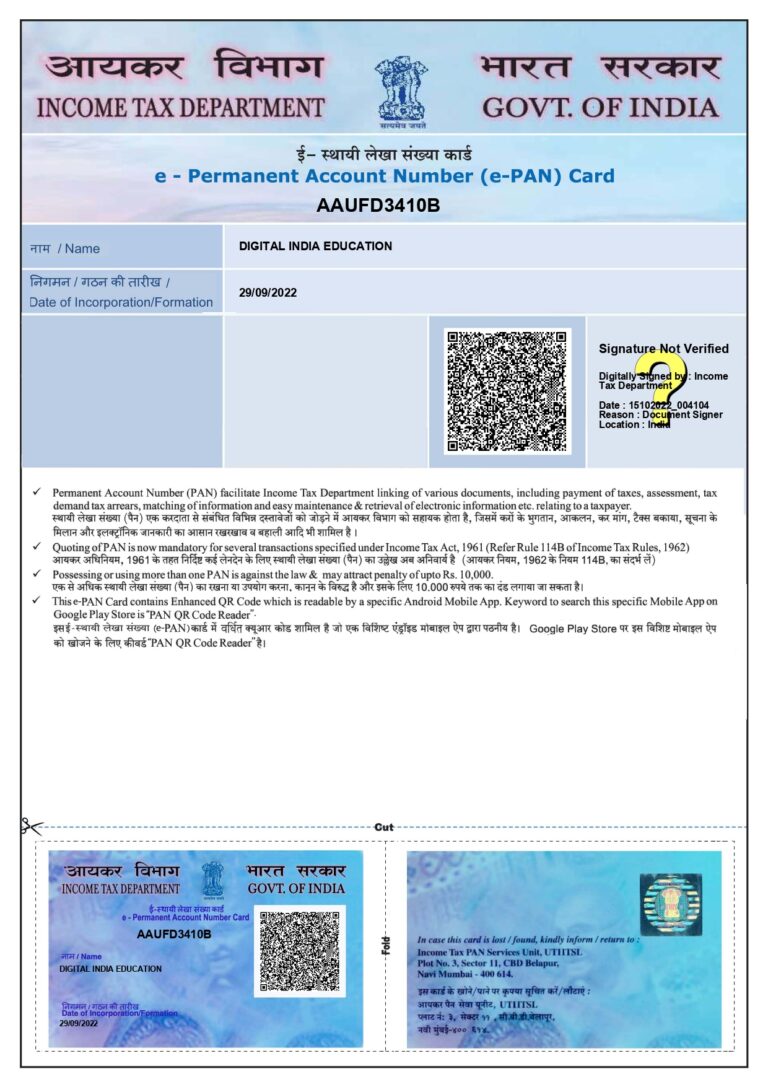 आयकर विभाग
INCOME TAX DEPARTMENT
सत्यमेव जयते
भारत सरकार
GOVT. OF INDIA
ई- स्थायी लेखा संख्या कार्ड
e - Permanent Account Number (e-PAN) Card
AAUFD3410B
नाम / Name
DIGITAL INDIA EDUCATION
निगमन / गठन की तारीख /
Date of Incorporation/Formation
29/09/2022
Signature Not Verified
Digitally Signed by : Income
Tax Department
Date : 15102022_004104
Reason : Document Signer
Location : India
✓ Permanent Account Number (PAN) facilitate Income Tax Department linking of various documents, including payment of taxes, assessment, tax
demand tax arrears, matching of information and easy maintenance & retrieval of electronic information etc. relating to a taxpayer.
स्थायी लेखा संख्या (पैन) एक करदाता से संबंधित विभिन्न दस्तावेजों को जोड़ने में आयकर विभाग को सहायक होता है, जिसमें करों के भुगतान, आकलन, कर मांग, टैक्स बकाया, सूचना के
मिलान और इलक्ट्रॉनिक जानकारी का आसान रखरखाव व बहाली आदि भी शामिल है ।
✓ Quoting of PAN is now mandatory for several transactions specified under Income Tax Act, 1961 (Refer Rule 114B of Income Tax Rules, 1962)
आयकर अधिनियम, 1961 के तहत निर्दिष्ट कई लेनदेन के लिए स्थायी लेखा संख्या (पैन) का उल्लेख अब अनिवार्य है (आयकर नियम, 1962 के नियम 114B, का संदर्भ लें)
✓ Possessing or using more than one PAN is against the law & may attract penalty of upto Rs. 10,000.
एक से अधिक स्थायी लेखा संख्या (पैन) का रखना या उपयोग करना, कानून के विरुद्ध है और इसके लिए 10,000 रुपये तक का दंड लगाया जा सकता है।
✓ This e-PAN Card contains Enhanced QR Code which is readable by a specific Android Mobile App. Keyword to search this specific Mobile App on
Google Play Store is "PAN QR Code Reader".
इस ई-स्थायी लेखा संख्या (e-PAN) कार्ड में वर्धित क्यूआर कोड शामिल है जो एक विशिष्ट एंड्रॉइड मोबाइल ऐप द्वारा पठनीय है। Google Play Store पर इस विशिष्ट मोबाइल ऐप
को खोजने के लिए कीवर्ड "PAN QR Code Reader" है।
Cut
आयकर विभाग
INCOME TAX DEPARTMENT
भारत सरकार
GOVT. OF INDIA
ई-स्थायी लेखा संख्या कार्ड
e - Permanent Account Number Card
AAUFD3410B
नाम / Name
DIGITAL INDIA EDUCATION
निगमन / गठन की तारीख
Date of Incorporation/Formation
29/09/2022
Fold
In case this card is lost / found, kindly inform / return to :
Income Tax PAN Services Unit, UTIITSL
Plot No. 3, Sector 11, CBD Belapur,
Navi Mumbai - 400 614.
इस कार्ड के खोने/पाने पर कृपया सूचित करें/लौटाएं :
आयकर पैन सेवा यूनीट, UTIITSL
प्लाट नं: ३, सेक्टर ११ , सी.बी.डी.बेलापूर,
नवी मुंबई-४०० ६१४.